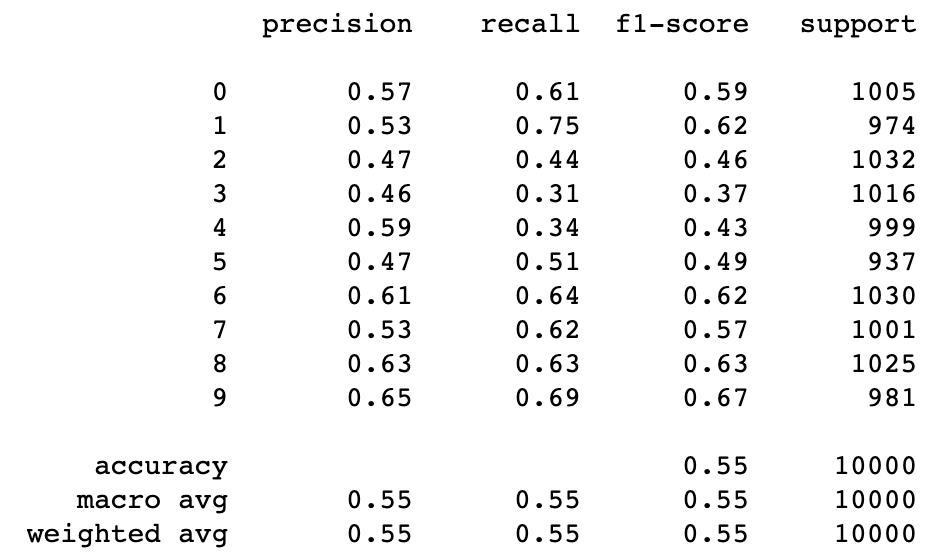 precision recall f1-score support
0 0.57 0.61 0.59 1005
1 0.53 0.75 0.62 974
2 0.47 0.44 0.46 1032
3 0.46 0.31 0.37 1016
4 0.59 0.34 0.43 999
5 0.47 0.51 0.49 937
6 0.61 0.64 0.62 1030
7 0.53 0.62 0.57 1001
8 0.63 0.63 0.63 1025
9 0.65 0.69 0.67 981
accuracy 0.55 10000
macro avg 0.55 0.55 0.55 10000
weighted avg 0.55 0.55 0.55 10000